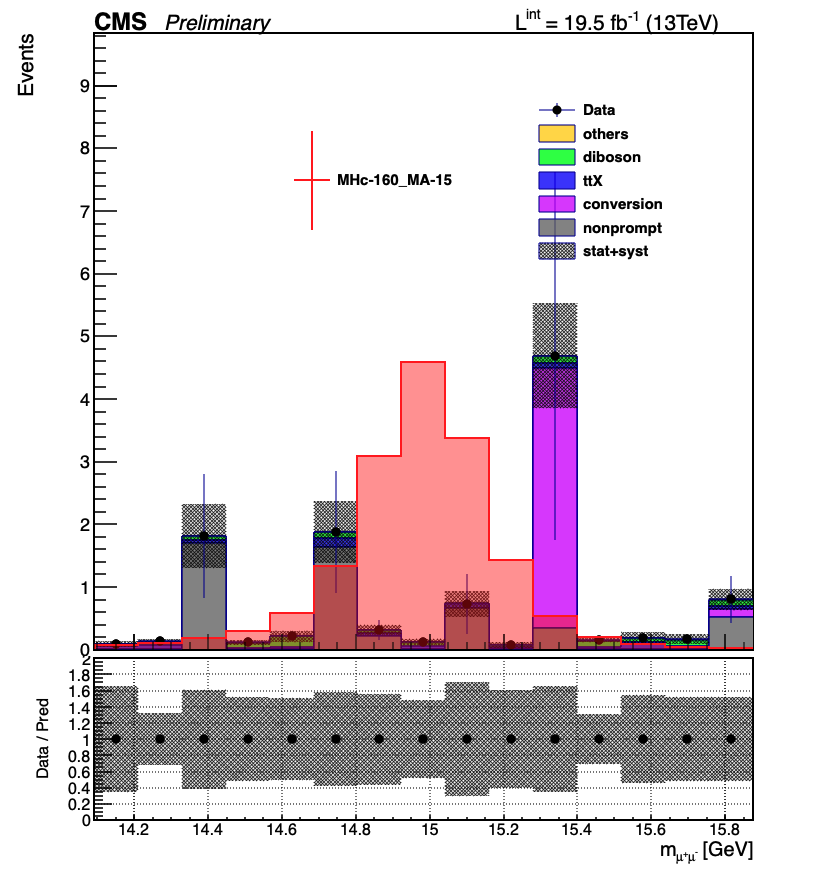 CMS Preliminary L^int = 19.5 fb^-1 (13TeV)
Events
9
8
7
6
5
4
3
2
1
0
Data
others
diboson
ttX
conversion
nonprompt
stat+syst
MHc-160_MA-15
Data / Pred
2
1.8
1.6
1.4
1.2
1
0.8
0.6
0.4
0.2
0
14.2 14.4 14.6 14.8 15 15.2 15.4 15.6 15.8
m_μ⁺μ⁻ [GeV]